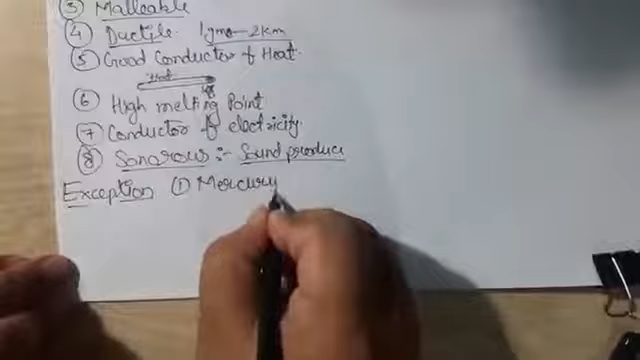 ③ Malleable
④ Ductile 1gm - 2km
⑤ Good Conductor of Heat.
Heat
⑥ High melting Point
⑦ Conductor of electricity.
⑧ Sonorous :- Sound produce
Exception ① Mercury